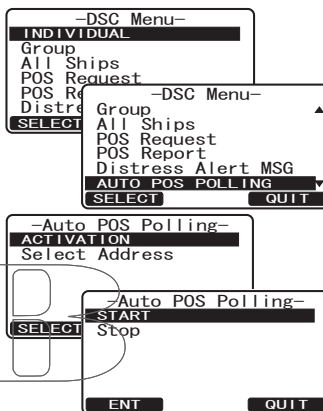 -DSC Menu-
INDIVIDUAL
Group
All Ships
POS Request
POS Re
Distre
SELECT
-DSC Menu-
Group
All Ships
POS Request
POS Report
Distress Alert MSG
AUTO POS POLLING
SELECT QUIT
-Auto POS Polling-
ACTIVATION
Select Address
SELECT
-Auto POS Polling-
START
Stop
ENT QUIT